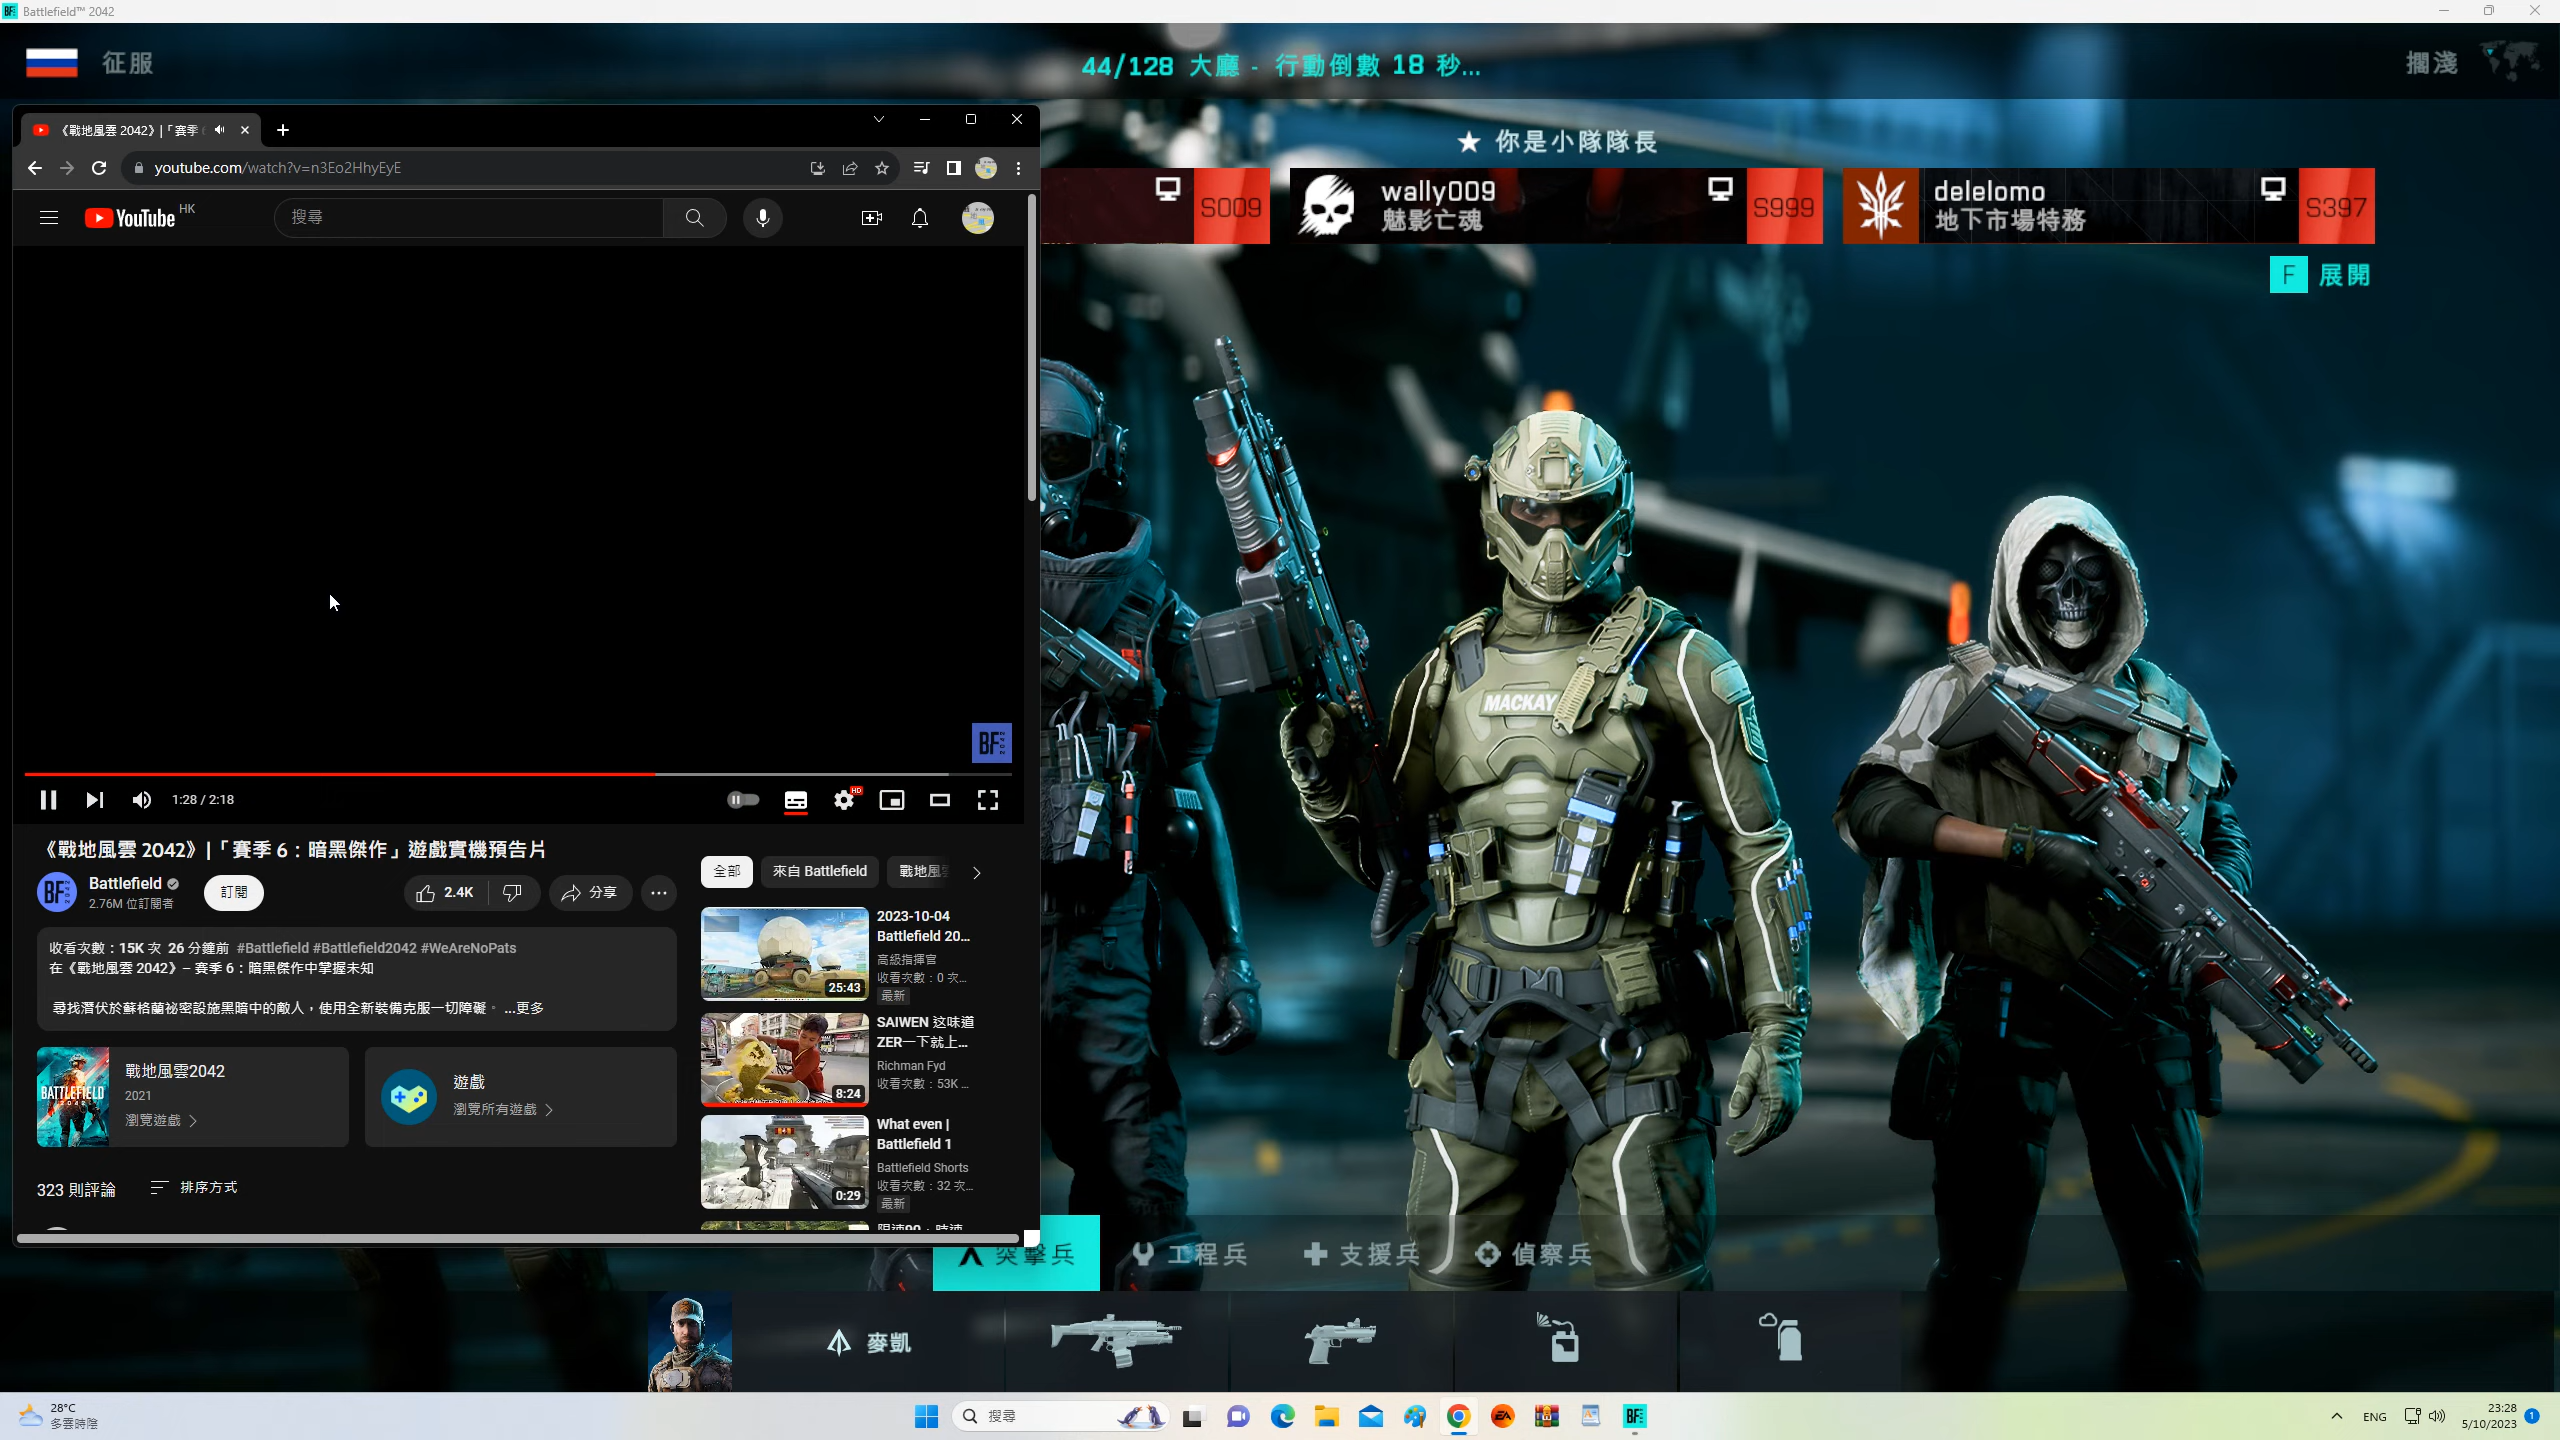 Battlefield™ 2042
征服
44/128 大廳 - 行動倒數 18 秒...
擱淺
《戰地風雲 2042》|「賽季
youtube.com/watch?v=n3Eo2HhyEyE
YouTube HK
搜尋
★ 你是小隊隊長
S009
wally009
魅影亡魂
S999
delelomo
地下市場特務
S397
F 展開
MACKAY
BF 2042
1:28 / 2:18
HD
《戰地風雲 2042》|「賽季 6：暗黑傑作」遊戲實機預告片
Battlefield
2.76M 位訂閱者
訂閱
2.4K
分享
收看次數：15K 次 26 分鐘前 #Battlefield #Battlefield2042 #WeAreNoPats
在《戰地風雲 2042》– 賽季 6：暗黑傑作中掌握未知
尋找潛伏於蘇格蘭祕密設施黑暗中的敵人，使用全新裝備克服一切障礙。 ...更多
BATTLEFIELD
2042
戰地風雲2042
2021
瀏覽遊戲
遊戲
瀏覽所有遊戲
323 則評論
排序方式
全部
來自 Battlefield
戰地風雲
25:43
2023-10-04
Battlefield 20...
高級指揮官
收看次數：0 次...
最新
8:24
SAIWEN 这味道
ZER一下就上...
Richman Fyd
收看次數：53K ...
0:29
What even |
Battlefield 1
Battlefield Shorts
收看次數：32 次...
最新
突擊兵
工程兵
支援兵
偵察兵
麥凱
28°C
多雲時陰
搜尋
ENG
23:28
5/10/2023
1